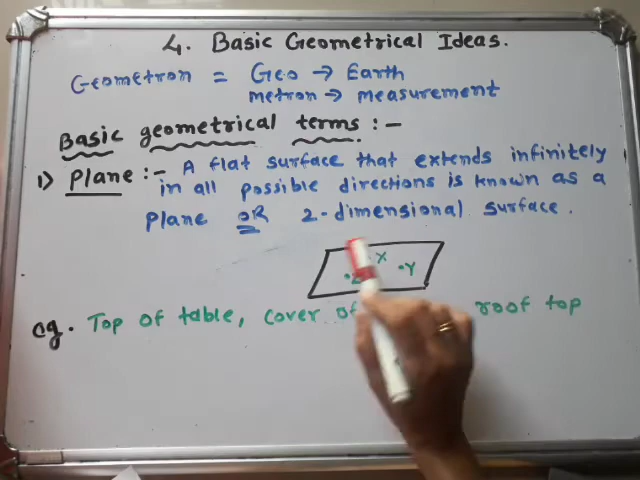 4. Basic Geometrical Ideas.
Geometron = Geo → Earth
metron → measurement
Basic geometrical terms :-
1) Plane :- A flat surface that extends infinitely
in all possible directions is known as a
plane OR 2-dimensional surface.
X
•Y
eg. Top of table, cover of roof top